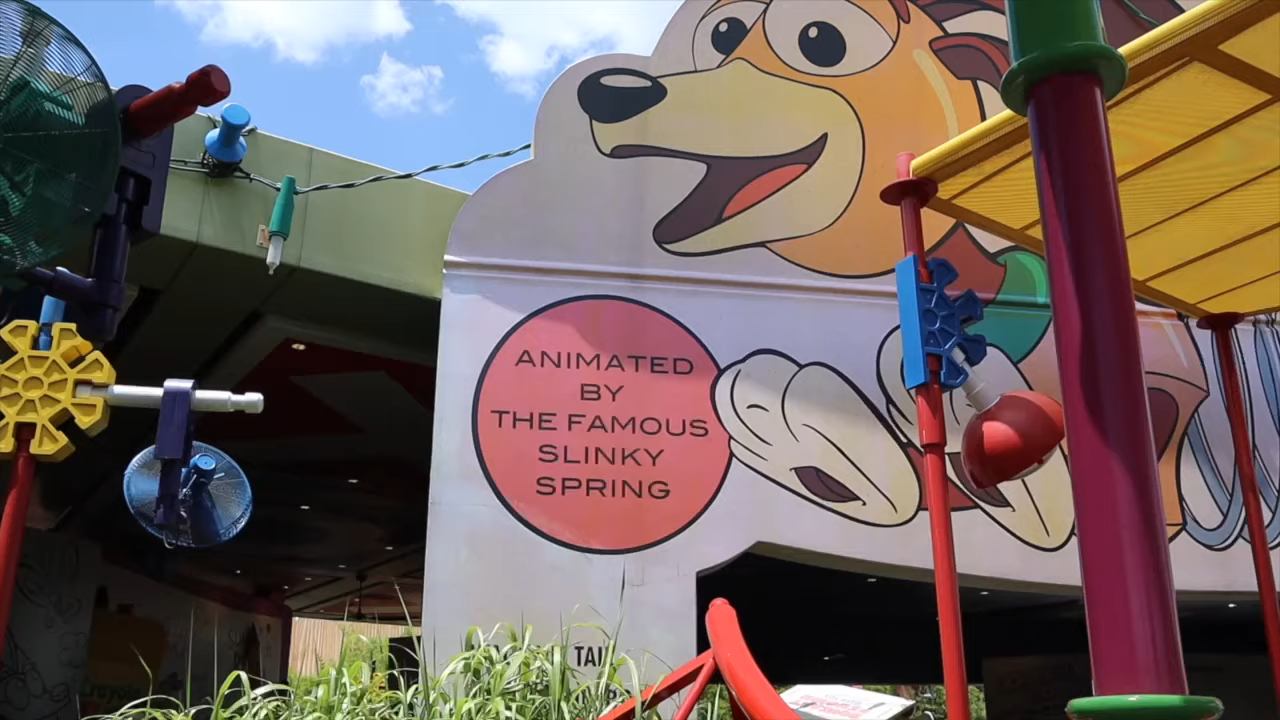 ANIMATED
BY
THE FAMOUS
SLINKY
SPRING